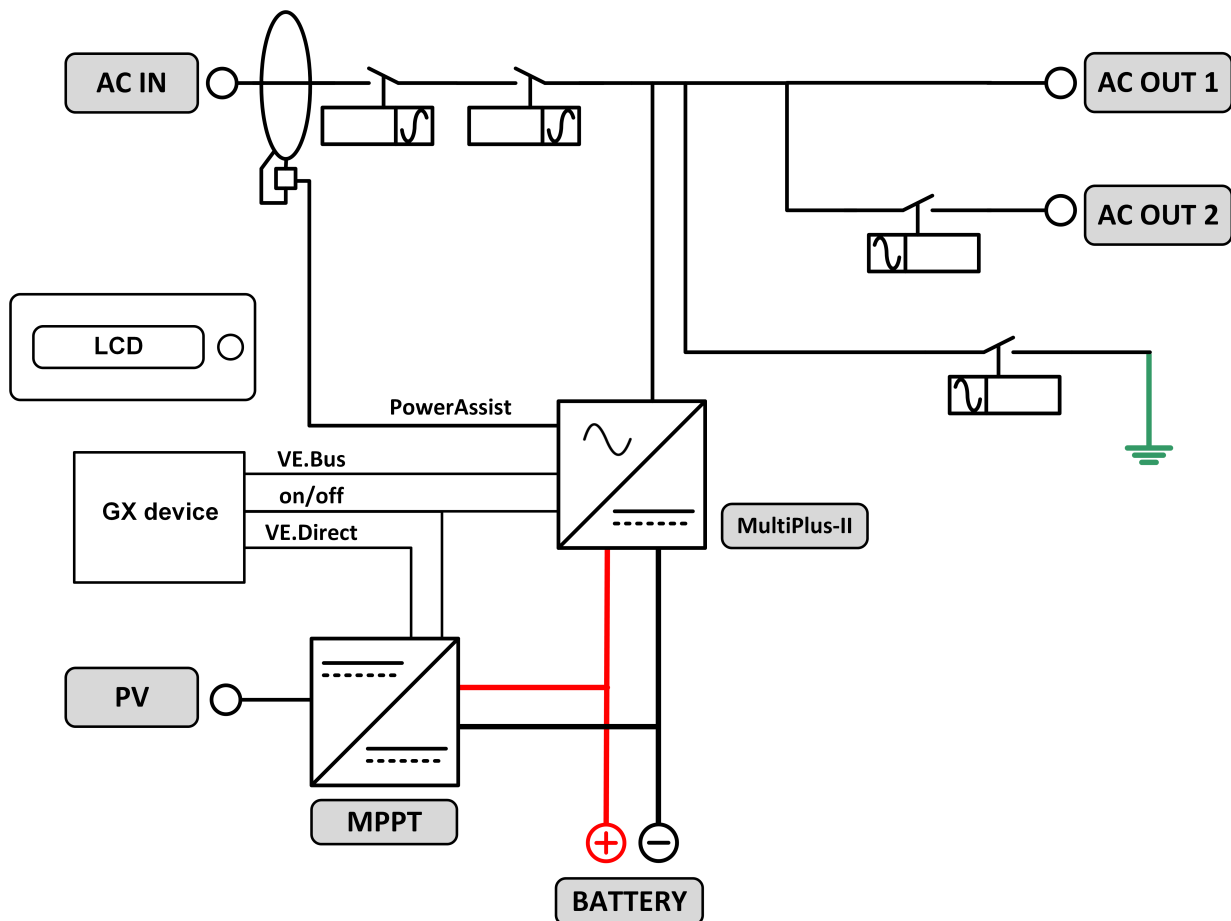 AC IN
AC OUT 1
AC OUT 2
LCD
PowerAssist
VE.Bus
on/off
VE.Direct
GX device
MultiPlus-II
PV
MPPT
BATTERY